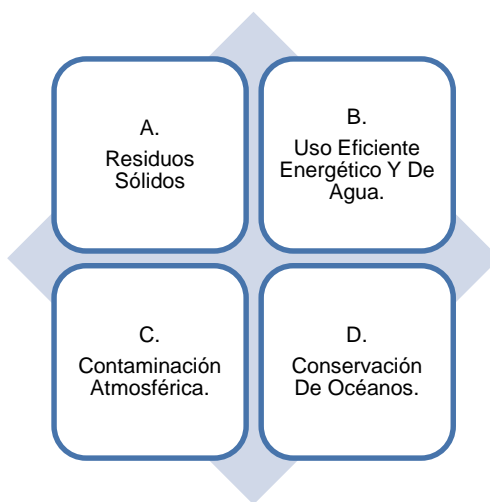 A.
Residuos
Sólidos
B.
Uso Eficiente
Energético Y De
Agua.
C.
Contaminación
Atmosférica.
D.
Conservación
De Océanos.